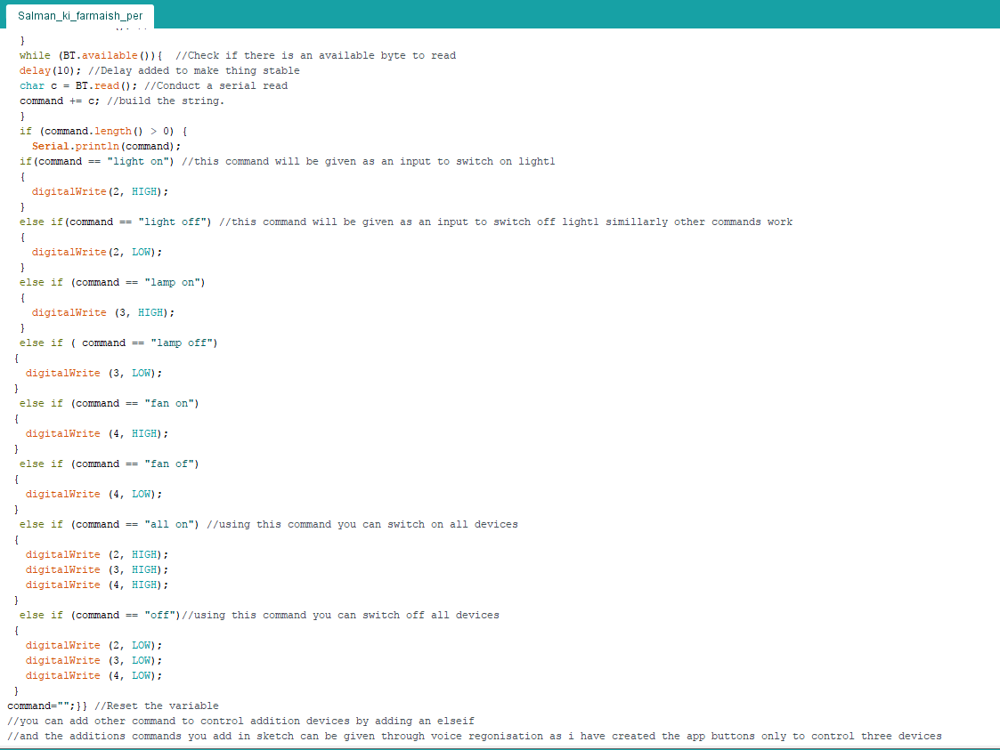 Salman_ki_farmaish_per
}
while (BT.available()){  //Check if there is an available byte to read
delay(10); //Delay added to make thing stable
char c = BT.read(); //Conduct a serial read
command += c; //build the string.
}
if (command.length() > 0) {
Serial.println(command);
if(command == "light on") //this command will be given as an input to switch on light1
{
digitalWrite(2, HIGH);
}
else if(command == "light off") //this command will be given as an input to switch off light1 simillarly other commands work
{
digitalWrite(2, LOW);
}
else if (command == "lamp on")
{
digitalWrite (3, HIGH);
}
else if ( command == "lamp off")
{
digitalWrite (3, LOW);
}
else if (command == "fan on")
{
digitalWrite (4, HIGH);
}
else if (command == "fan of")
{
digitalWrite (4, LOW);
}
else if (command == "all on") //using this command you can switch on all devices
{
digitalWrite (2, HIGH);
digitalWrite (3, HIGH);
digitalWrite (4, HIGH);
}
else if (command == "off")//using this command you can switch off all devices
{
digitalWrite (2, LOW);
digitalWrite (3, LOW);
digitalWrite (4, LOW);
}
command="";}} //Reset the variable
//you can add other command to control addition devices by adding an elseif
//and the additions commands you add in sketch can be given through voice regonisation as i have created the app buttons only to control three devices